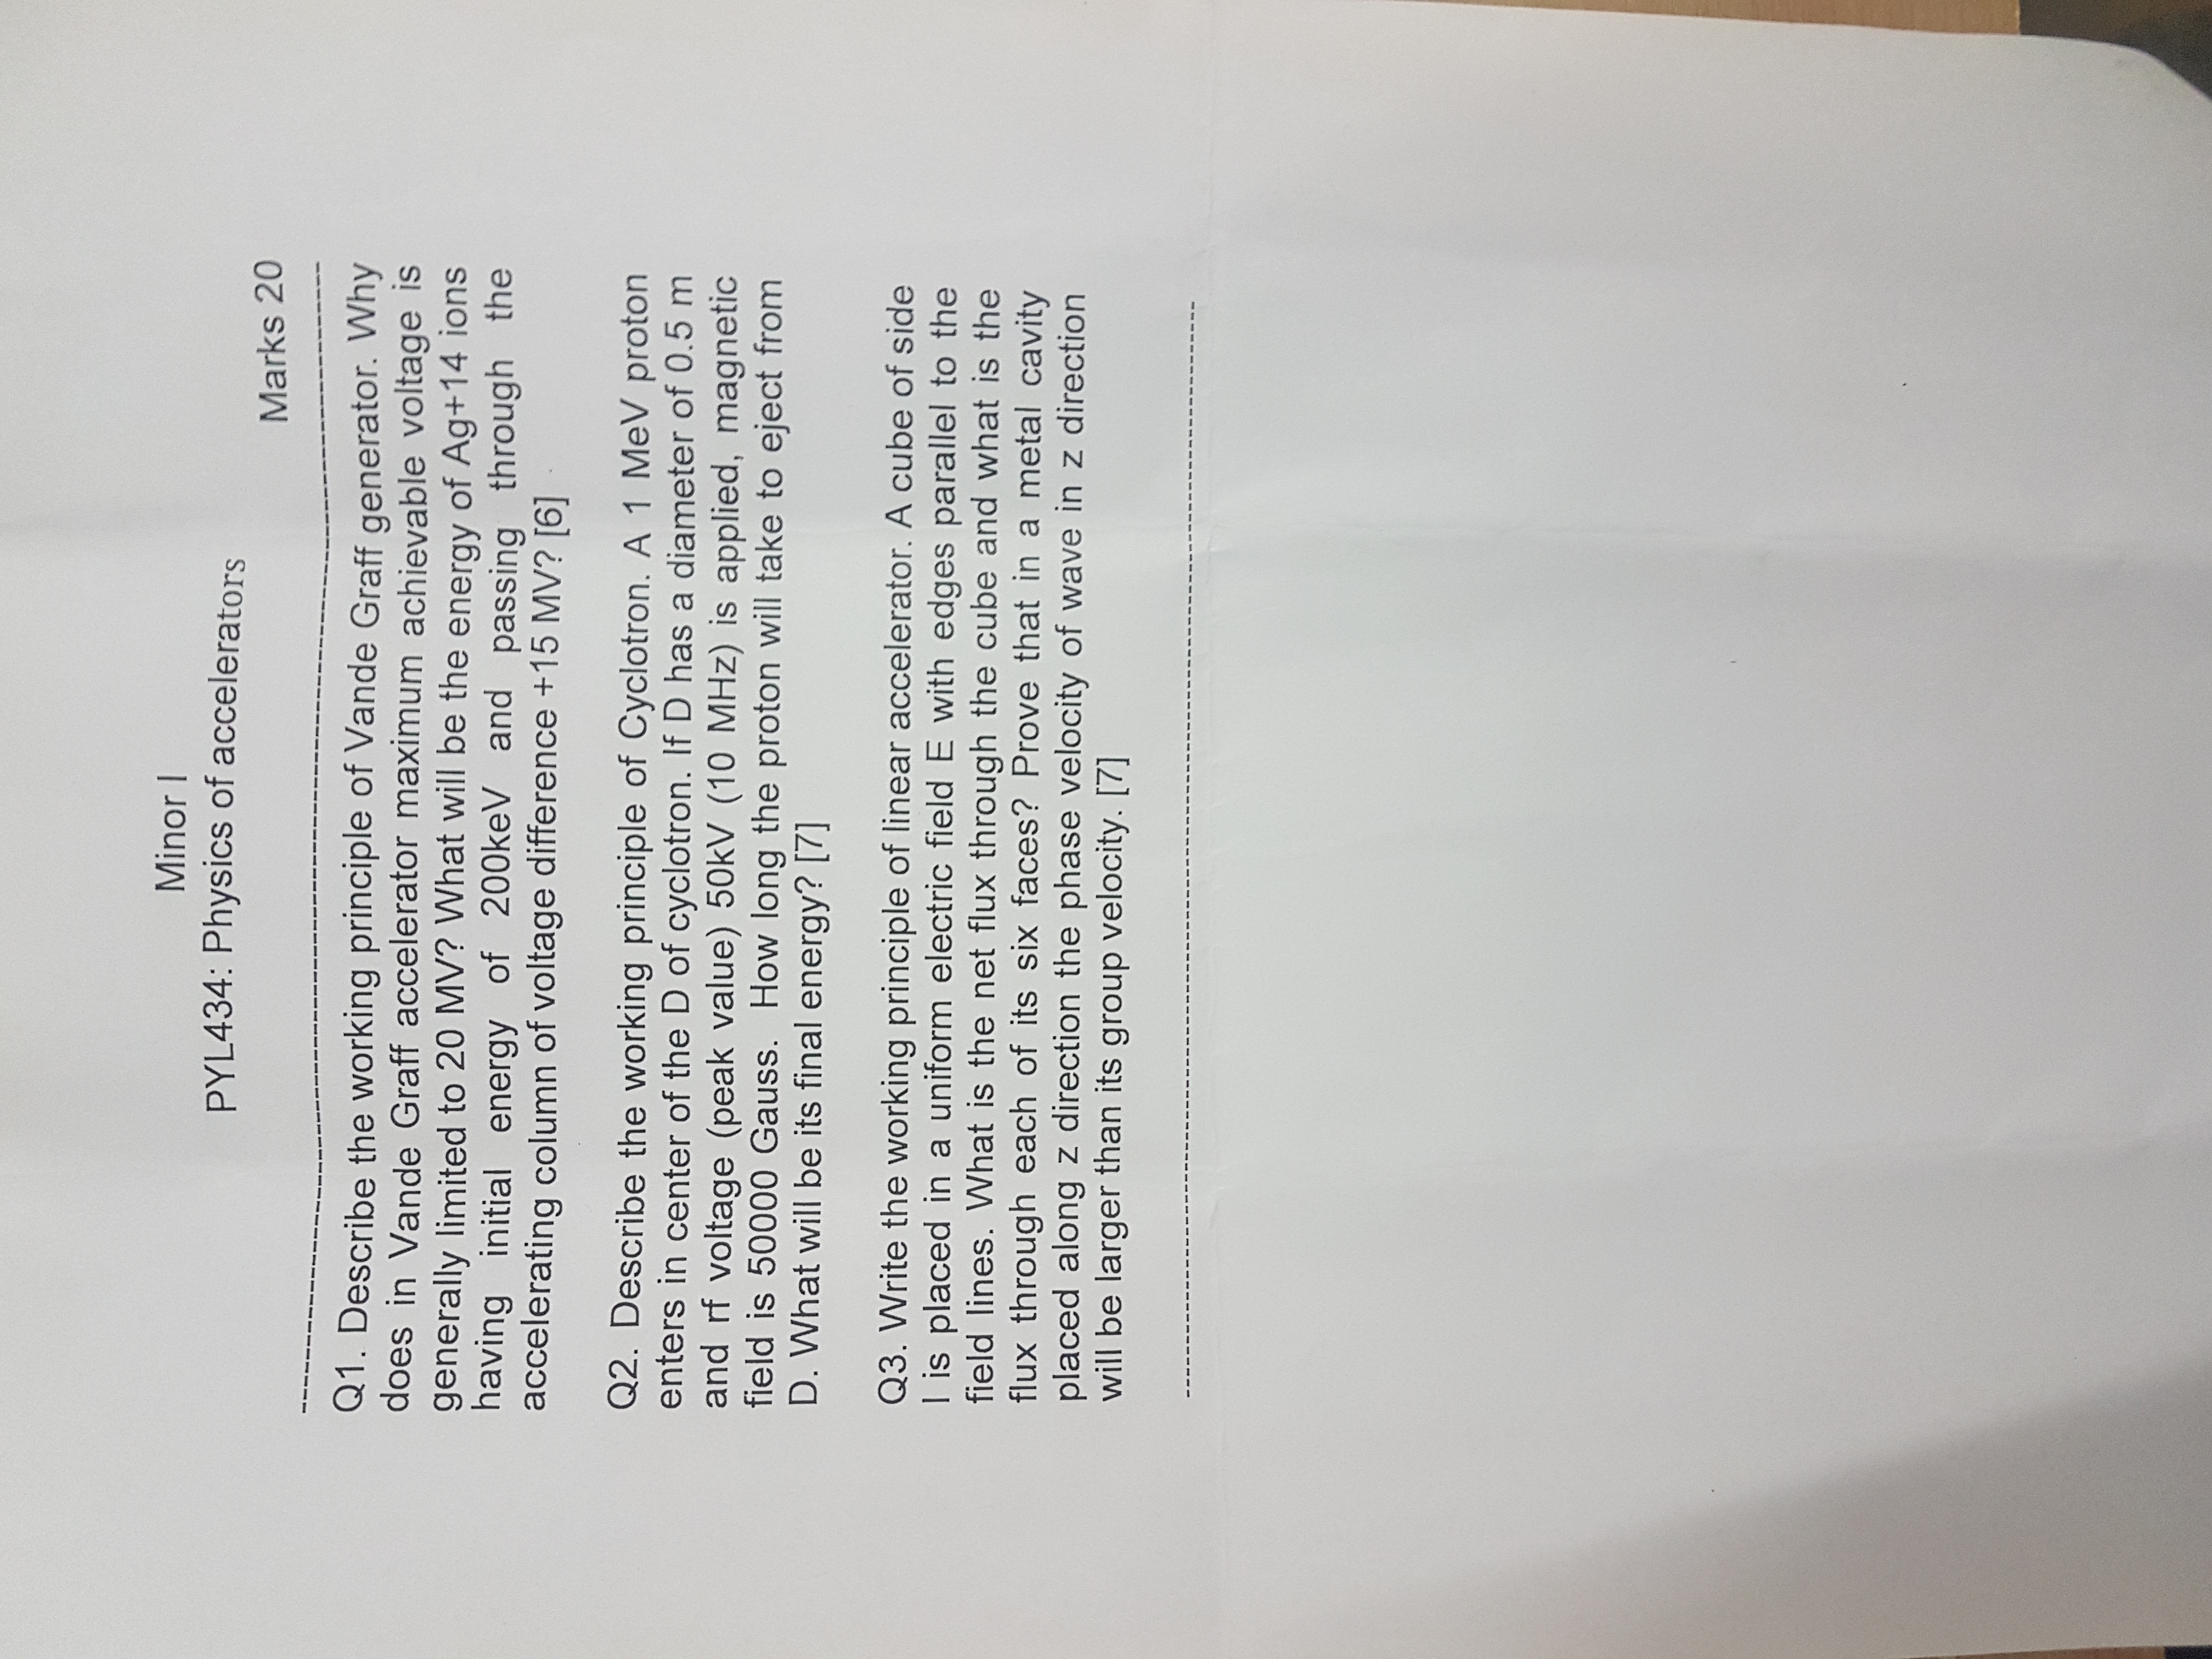 Minor I
PYL434: Physics of accelerators
Marks 20
Q1. Describe the working principle of Vande Graff generator. Why
does in Vande Graff accelerator maximum achievable voltage is
generally limited to 20 MV? What will be the energy of Ag+14 ions
having initial energy of 200keV and passing through the
accelerating column of voltage difference +15 MV? [6]
Q2. Describe the working principle of Cyclotron. A 1 MeV proton
enters in center of the D of cyclotron. If D has a diameter of 0.5 m
and rf voltage (peak value) 50kV (10 MHz) is applied, magnetic
field is 50000 Gauss. How long the proton will take to eject from
D. What will be its final energy? [7]
Q3. Write the working principle of linear accelerator. A cube of side
l is placed in a uniform electric field E with edges parallel to the
field lines. What is the net flux through the cube and what is the
flux through each of its six faces? Prove that in a metal cavity
placed along z direction the phase velocity of wave in z direction
will be larger than its group velocity. [7]